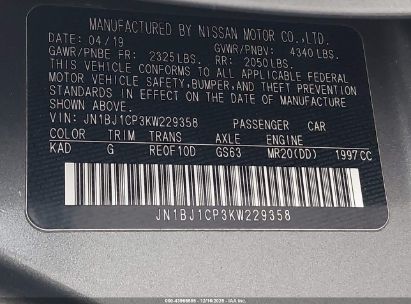 MANUFACTURED BY NISSAN MOTOR CO.,LTD.
DATE: 04/19 GVWR/PNBV: 4340 LBS.
GAWR/PNBE FR: 2325 LBS. RR: 2050 LBS.
THIS VEHICLE CONFORMS TO ALL APPLICABLE FEDERAL
MOTOR VEHICLE SAFETY, BUMPER, AND THEFT PREVENTION
STANDARDS IN EFFECT ON THE DATE OF MANUFACTURE
SHOWN ABOVE.
VIN: JN1BJ1CP3KW229358 PASSENGER CAR
COLOR TRIM TRANS AXLE ENGINE
KAD G RE0F10D GS63 MR20(DD) 1997CC
JN1BJ1CP3KW229358